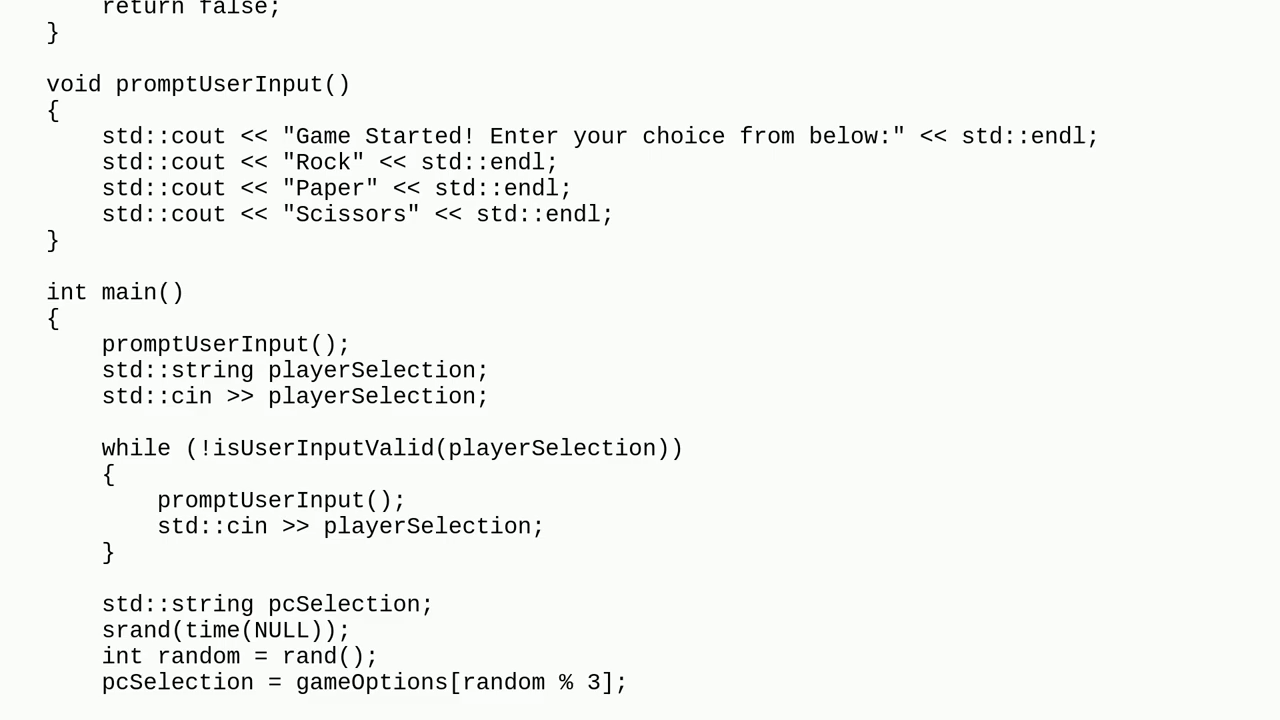 return false;
}

void promptUserInput()
{
    std::cout << "Game Started! Enter your choice from below:" << std::endl;
    std::cout << "Rock" << std::endl;
    std::cout << "Paper" << std::endl;
    std::cout << "Scissors" << std::endl;
}

int main()
{
    promptUserInput();
    std::string playerSelection;
    std::cin >> playerSelection;

    while (!isUserInputValid(playerSelection))
    {
        promptUserInput();
        std::cin >> playerSelection;
    }

    std::string pcSelection;
    srand(time(NULL));
    int random = rand();
    pcSelection = gameOptions[random % 3];